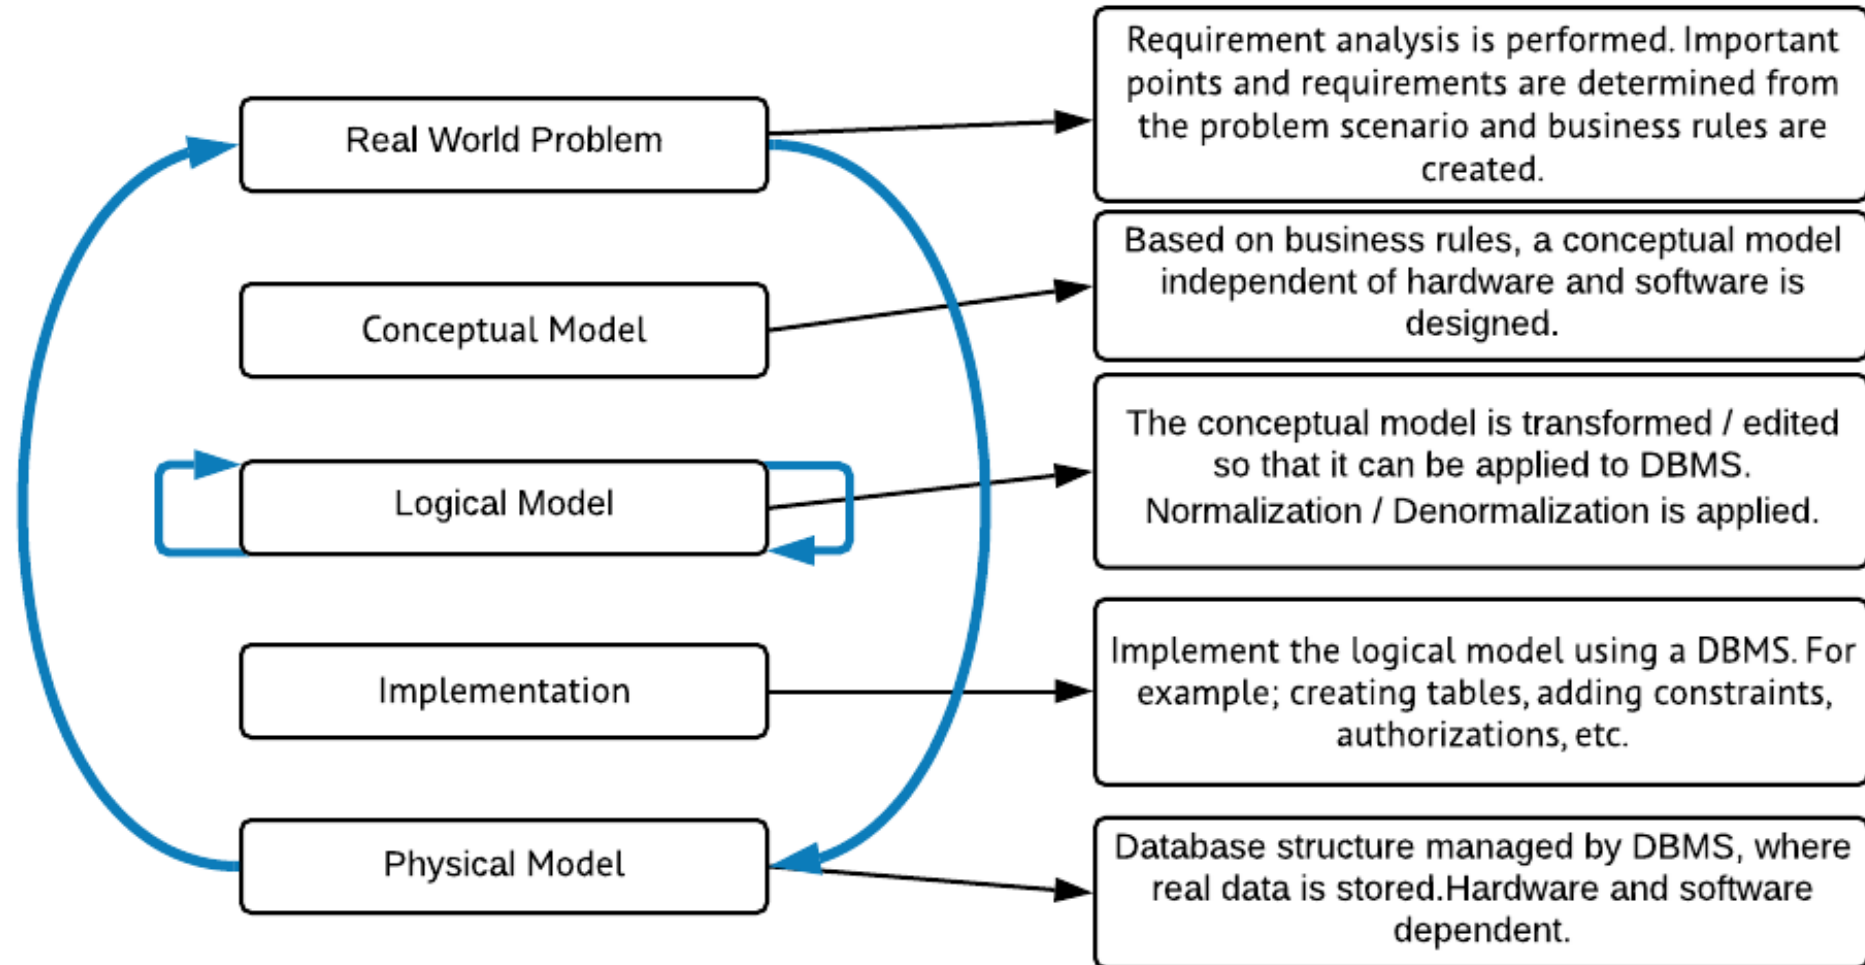 Real World Problem
Requirement analysis is performed. Important
points and requirements are determined from
the problem scenario and business rules are
created.
Conceptual Model
Based on business rules, a conceptual model
independent of hardware and software is
designed.
Logical Model
The conceptual model is transformed / edited
so that it can be applied to DBMS.
Normalization / Denormalization is applied.
Implementation
Implement the logical model using a DBMS. For
example; creating tables, adding constraints,
authorizations, etc.
Physical Model
Database structure managed by DBMS, where
real data is stored.Hardware and software
dependent.